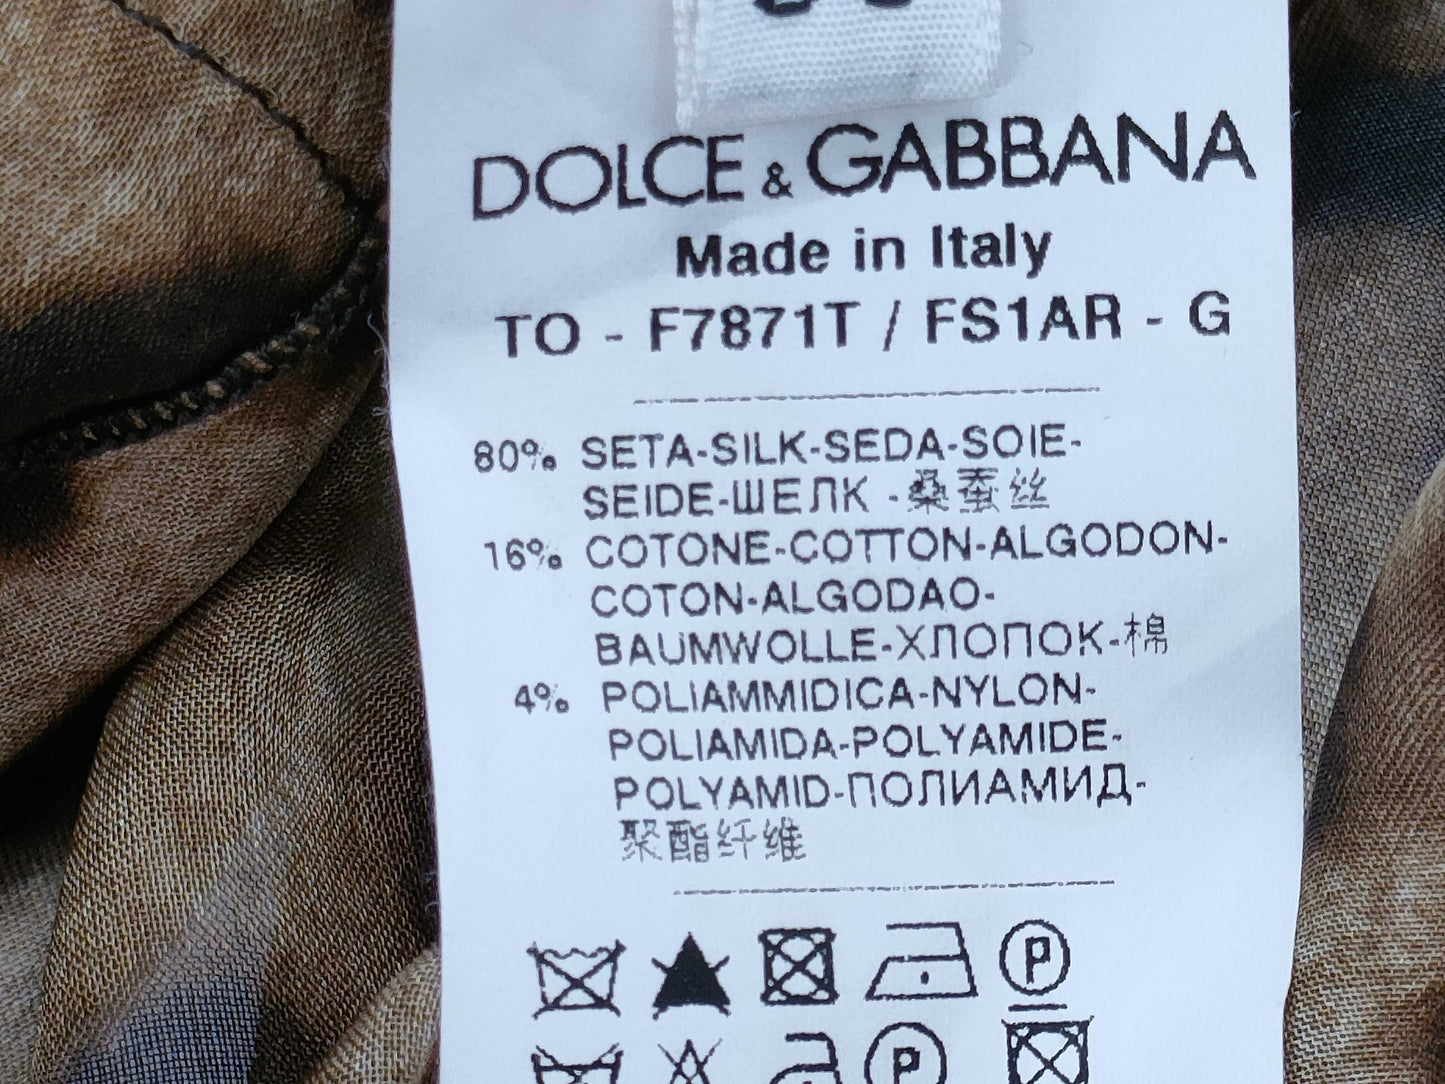 DOLCE & GABBANA
Made in Italy
TO - F7871T / FS1AR - G
80% SETA-SILK-SEDA-SOIE-
SEIDE-ШЕЛК -桑蚕丝
16% COTONE-COTTON-ALGODON-
COTON-ALGODAO-
BAUMWOLLE-ХЛОПОК-棉
4% POLIAMMIDICA-NYLON-
POLIAMIDA-POLYAMIDE-
POLYAMID-ПОЛИАМИД-
聚酯纤维
P
P